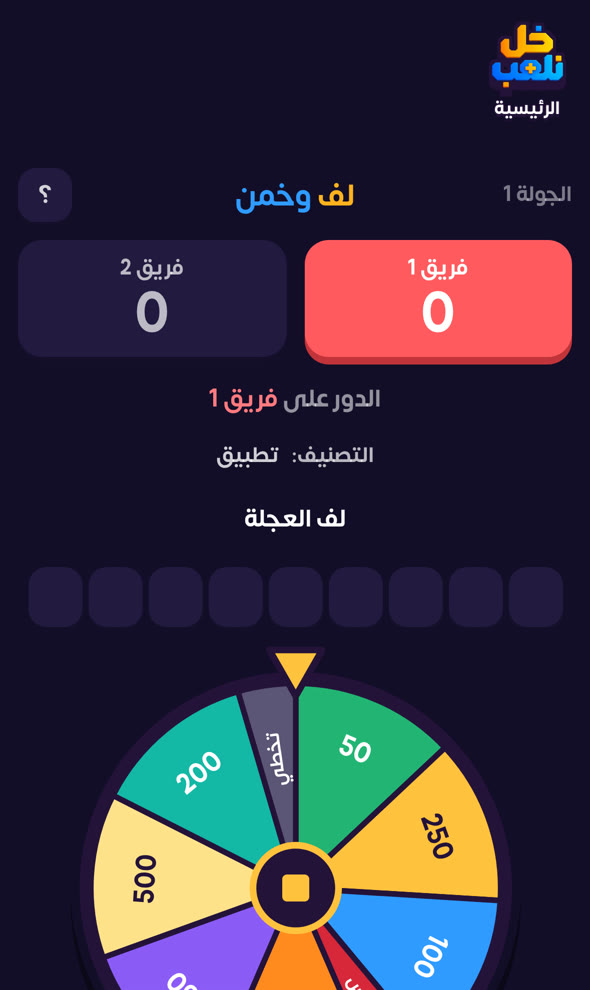 خل
نلعب
الرئيسية
الجولة 1
لف وخمن
؟
فريق 1
0
فريق 2
0
الدور على فريق 1
التصنيف: تطبيق
لف العجلة
تخطي
50
200
250
500
100